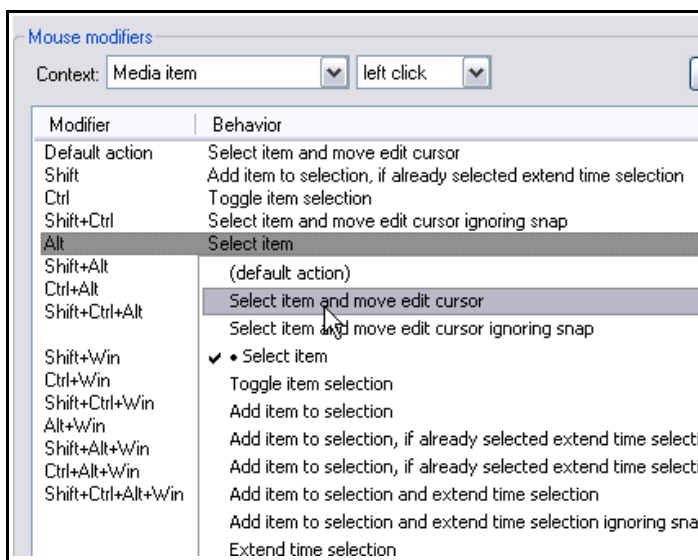 Mouse modifiers
Context: Media item left click
Modifier Behavior
Default action Select item and move edit cursor
Shift Add item to selection, if already selected extend time selection
Ctrl Toggle item selection
Shift+Ctrl Select item and move edit cursor ignoring snap
Alt Select item
Shift+Alt
Ctrl+Alt
Shift+Ctrl+Alt
Shift+Win
Ctrl+Win
Shift+Ctrl+Win
Alt+Win
Shift+Alt+Win
Ctrl+Alt+Win
Shift+Ctrl+Alt+Win
(default action)
Select item and move edit cursor
Select item and move edit cursor ignoring snap
✔ • Select item
Toggle item selection
Add item to selection
Add item to selection, if already selected extend time selecti
Add item to selection, if already selected extend time selecti
Add item to selection and extend time selection
Add item to selection and extend time selection ignoring sna
Extend time selection